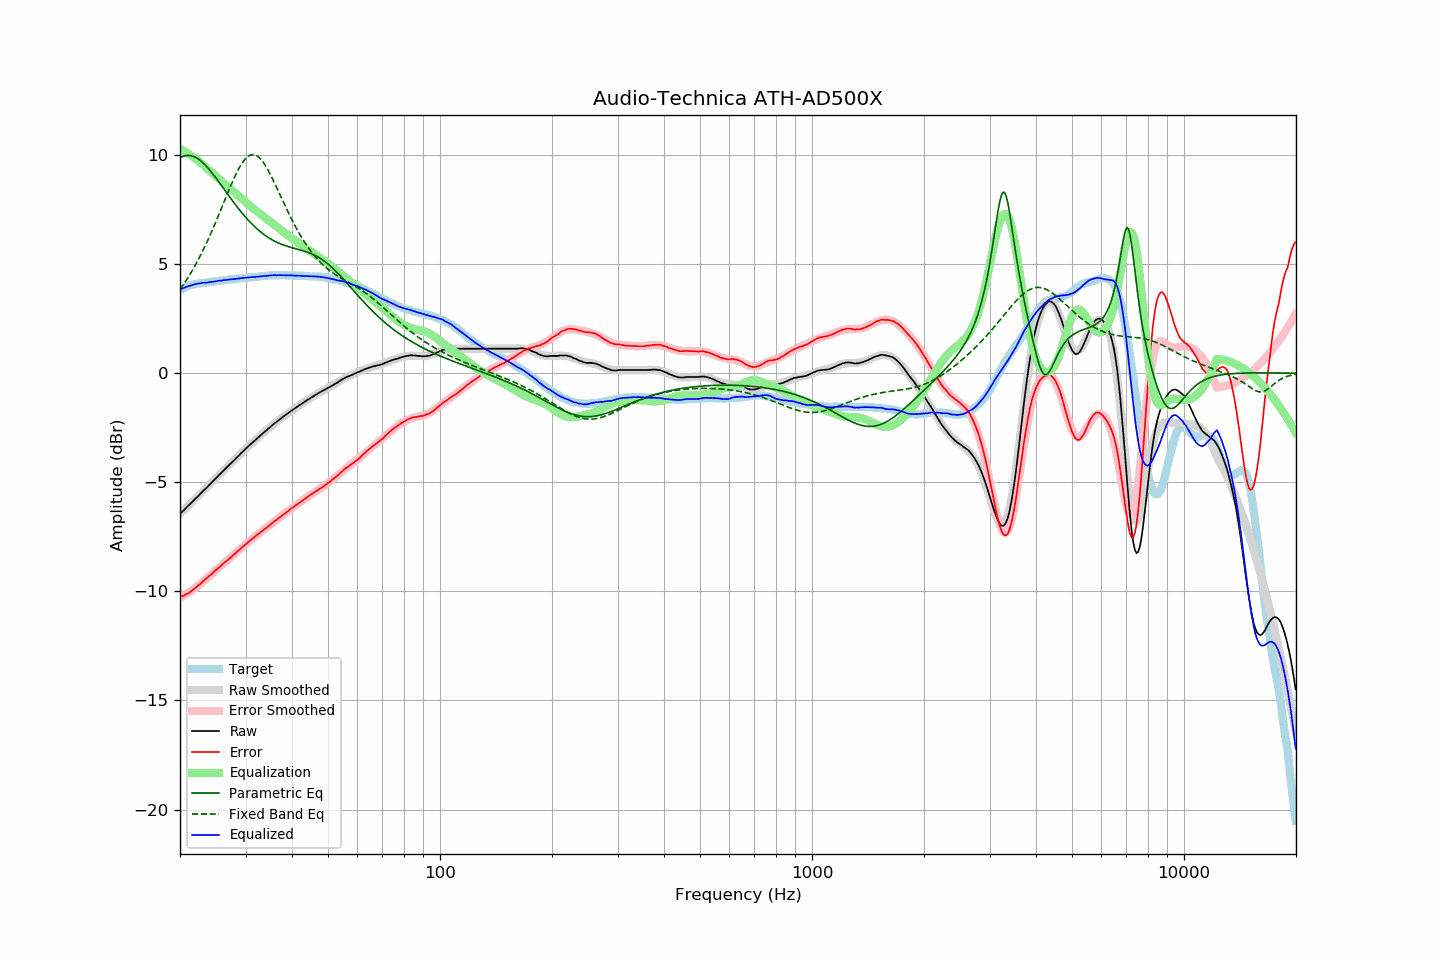 Audio-Technica ATH-AD500X
Amplitude (dBr)
10
5
0
−5
−10
−15
−20
Target
Raw Smoothed
Error Smoothed
Raw
Error
Equalization
Parametric Eq
Fixed Band Eq
Equalized
100
1000
10000
Frequency (Hz)